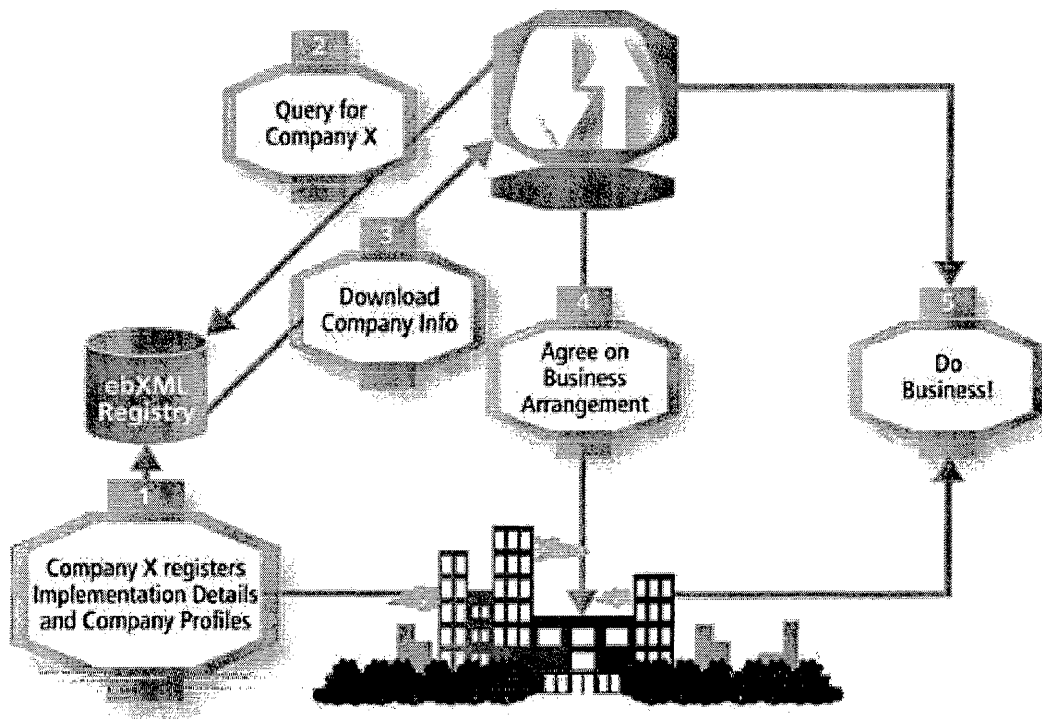 2
Query for
Company X
3
Download
Company Info
4
Agree on
Business
Arrangement
5
Do
Business!
ebXML
Registry
1
Company X registers
Implementation Details
and Company Profiles